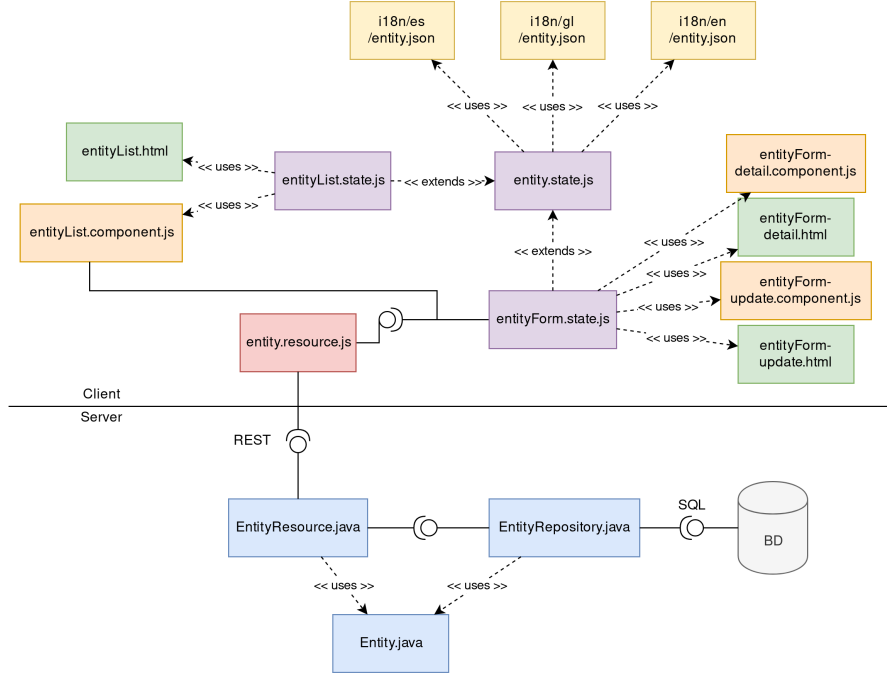 i18n/es
/entity.json
i18n/gl
/entity.json
i18n/en
/entity.json
<< uses >>
<< uses >>
<< uses >>
entityList.html
<< uses >>
entityList.state.js
<< extends >>
entity.state.js
entityForm-
detail.component.js
<< uses >>
entityList.component.js
entityForm-
detail.html
<< uses >>
<< extends >>
<< uses >>
entityForm-
update.component.js
<< uses >>
entityForm.state.js
entity.resource.js
<< uses >>
entityForm-
update.html
Client
Server
REST
EntityResource.java
EntityRepository.java
SQL
BD
<< uses >>
<< uses >>
Entity.java